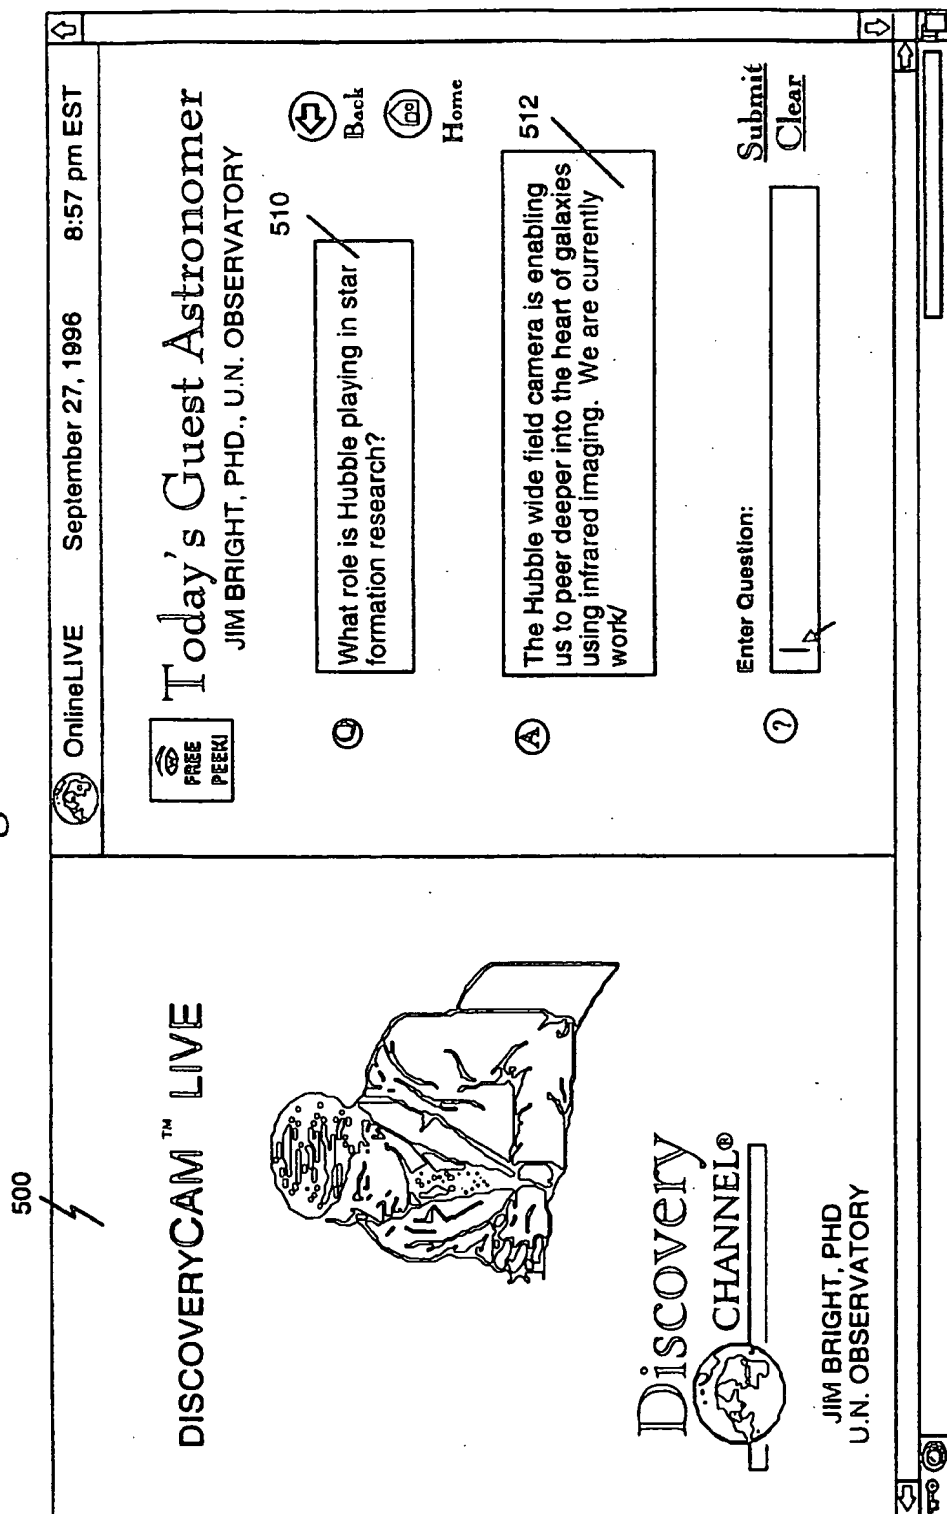 500
DISCOVERYCAM™ LIVE
Discovery
CHANNEL®
JIM BRIGHT, PHD
U.N. OBSERVATORY
OnlineLIVE September 27, 1996 8:57 pm EST
FREE
PEEK!
Today's Guest Astronomer
JIM BRIGHT, PHD., U.N. OBSERVATORY
510
Q
What role is Hubble playing in star
formation research?
Back
Home
512
A
The Hubble wide field camera is enabling
us to peer deeper into the heart of galaxies
using infrared imaging. We are currently
work/
Enter Question:
?
Submit
Clear